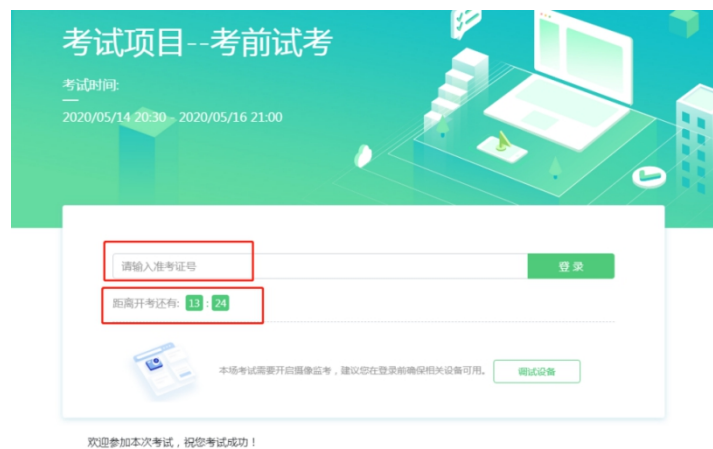 考试项目--考前试考
考试时间:
2020/05/14 20:30 - 2020/05/16 21:00
请输入准考证号
登录
距离开考还有: 13 : 24
本场考试需要开启摄像监考，建议您在登录前确保相关设备可用。
调试设备
欢迎参加本次考试，祝您考试成功！